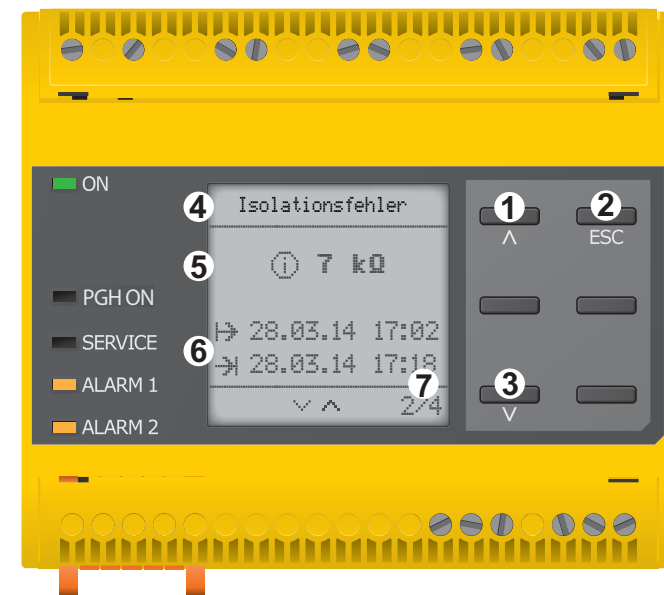 ON
PGH ON
SERVICE
ALARM 1
ALARM 2
4
Isolationsfehler
5
ⓘ 7 kΩ
6
28.03.14 17:02
28.03.14 17:18
7
2/4
1
Λ
2
ESC
3
V